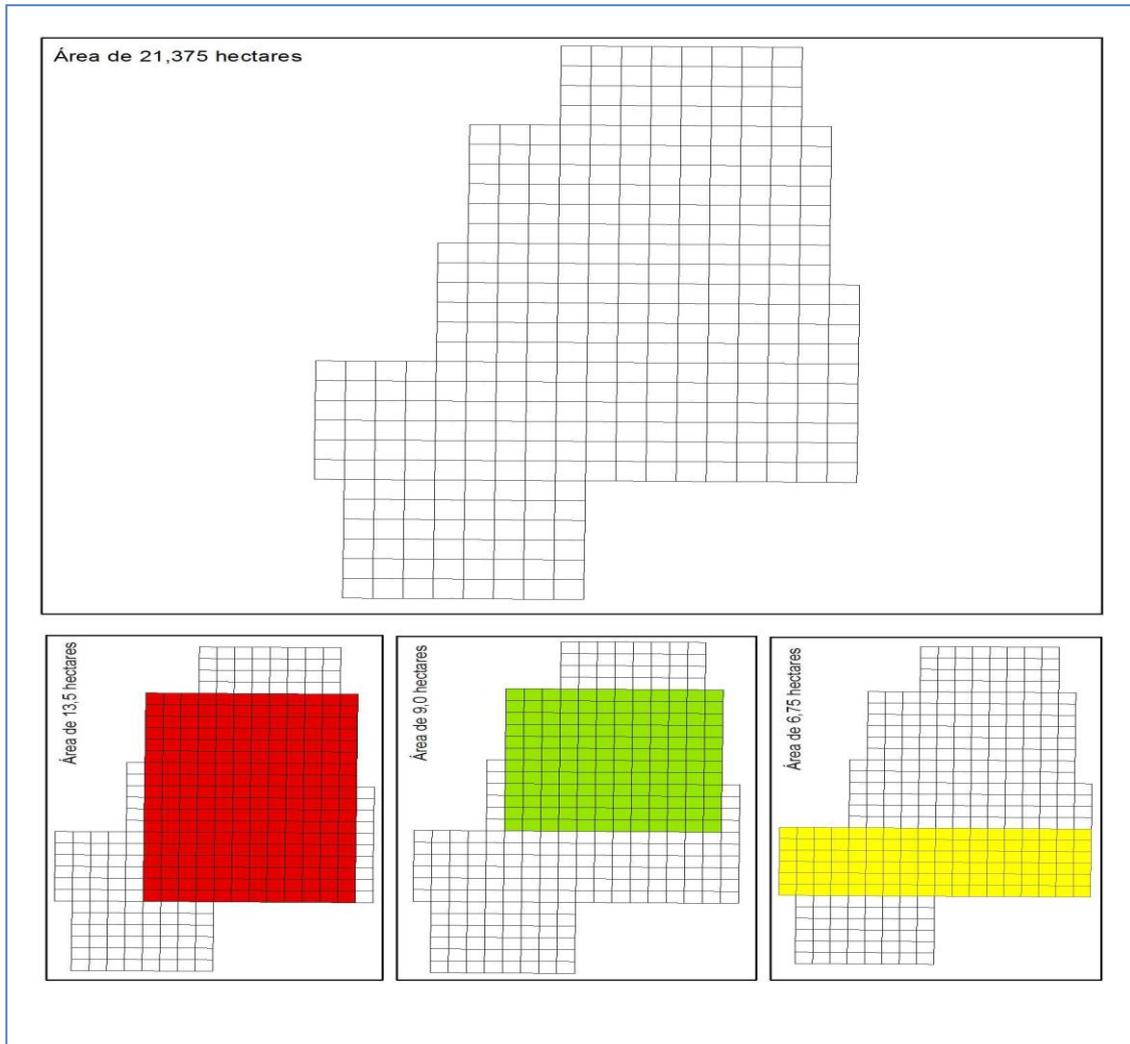 Área de 21,375 hectares
Área de 13,5 hectares
Área de 9,0 hectares
Área de 6,75 hectares